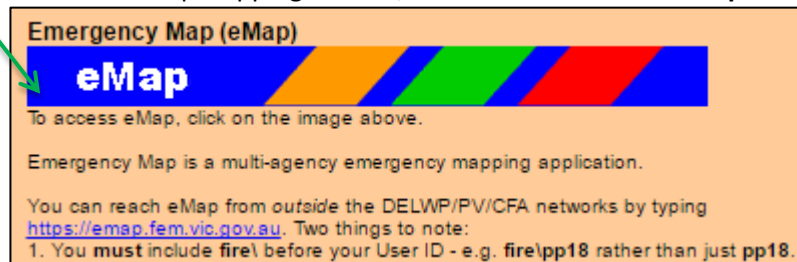 Emergency Map (eMap)
eMap
To access eMap, click on the image above.
Emergency Map is a multi-agency emergency mapping application.
You can reach eMap from outside the DELWP/PV/CFA networks by typing
https://emap.fem.vic.gov.au. Two things to note:
1. You must include fire\ before your User ID - e.g. fire\pp18 rather than just pp18.